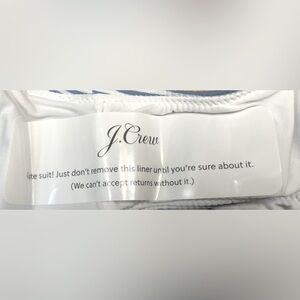 J.Crew
ite suit! Just don't remove this liner until you're sure about it.
(We can't accept returns without it.)